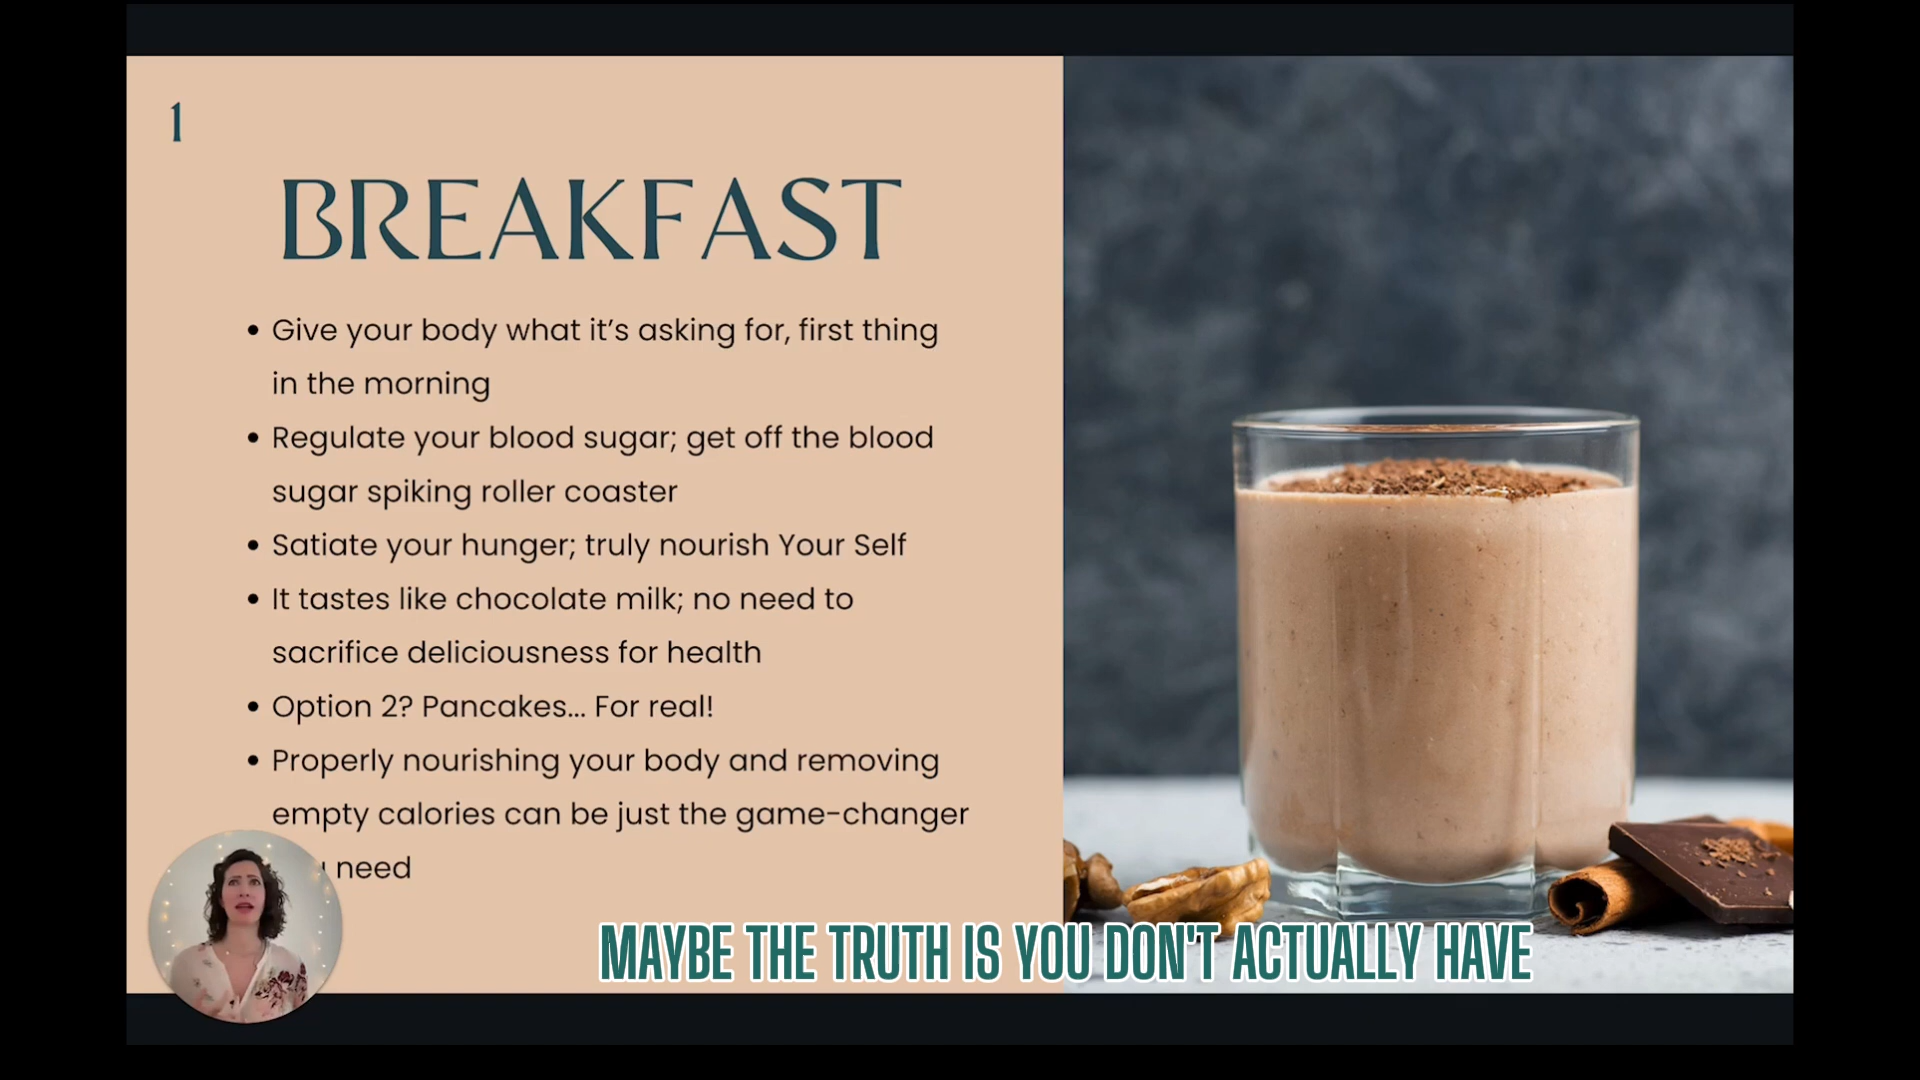 1
BREAKFAST
• Give your body what it's asking for, first thing
in the morning
• Regulate your blood sugar; get off the blood
sugar spiking roller coaster
• Satiate your hunger; truly nourish Your Self
• It tastes like chocolate milk; no need to
sacrifice deliciousness for health
• Option 2? Pancakes... For real!
• Properly nourishing your body and removing
empty calories can be just the game-changer
need
MAYBE THE TRUTH IS YOU DON'T ACTUALLY HAVE